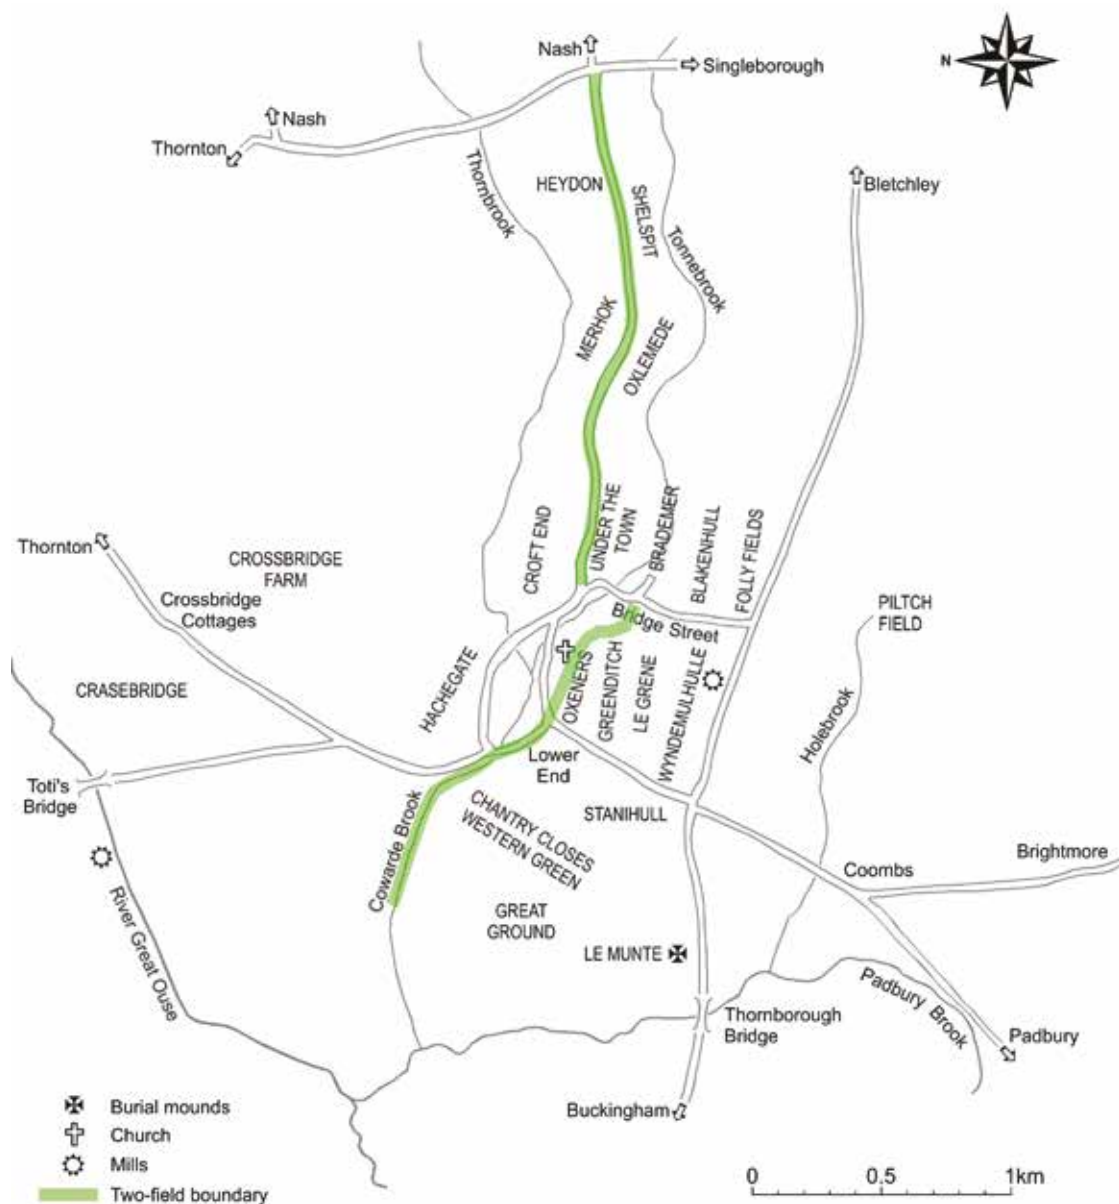 Nash
Singleborough
N
Nash
Thornton
Thornbrook
HEYDON
SHELSPIT
Tonnebrook
Bletchley
MERHOK
OXLEMEDE
Thornton
CROSSBRIDGE
FARM
Crossbridge
Cottages
CROFT END
UNDER THE
TOWN
BRADEMER
BLAKENHULL
FOLLY FIELDS
PILTCH
FIELD
Bridge Street
CRASEBRIDGE
HACHEGATE
OXENERS
GREENDITCH
LE GRENE
WYNDEMULHULLE
Holebrook
Toti's
Bridge
Lower
End
STANIHULL
Cowarde Brook
CHANTRY CLOSES
WESTERN GREEN
Coombs
Brightmore
River Great Ouse
GREAT
GROUND
LE MUNTE
Thornborough
Bridge
Padbury Brook
Padbury
Buckingham
Burial mounds
Church
Mills
Two-field boundary
0 0.5 1km